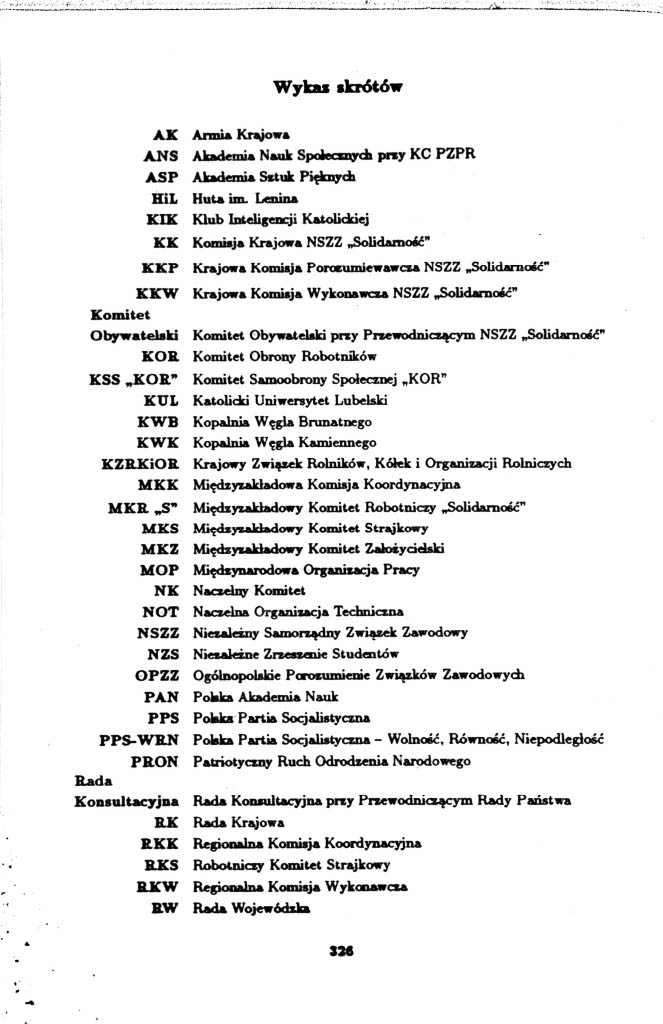 Wykaz skrótów
AK Armia Krajowa
ANS Akademia Nauk Społecznych przy KC PZPR
ASP Akademia Sztuk Pięknych
HiL Huta im. Lenina
KIK Klub Inteligencji Katolickiej
KK Komisja Krajowa NSZZ „Solidarność”
KKP Krajowa Komisja Porozumiewawcza NSZZ „Solidarność”
KKW Krajowa Komisja Wykonawcza NSZZ „Solidarność”
Komitet
Obywatelski Komitet Obywatelski przy Przewodniczącym NSZZ „Solidarność”
KOR Komitet Obrony Robotników
KSS „KOR” Komitet Samoobrony Społecznej „KOR”
KUL Katolicki Uniwersytet Lubelski
KWB Kopalnia Węgla Brunatnego
KWK Kopalnia Węgla Kamiennego
KZRKiOR Krajowy Związek Rolników, Kółek i Organizacji Rolniczych
MKK Międzyzakładowa Komisja Koordynacyjna
MKR „S” Międzyzakładowy Komitet Robotniczy „Solidarność”
MKS Międzyzakładowy Komitet Strajkowy
MKZ Międzyzakładowy Komitet Założycielski
MOP Międzynarodowa Organizacja Pracy
NK Naczelny Komitet
NOT Naczelna Organizacja Techniczna
NSZZ Niezależny Samorządny Związek Zawodowy
NZS Niezależne Zrzeszenie Studentów
OPZZ Ogólnopolskie Porozumienie Związków Zawodowych
PAN Polska Akademia Nauk
PPS Polska Partia Socjalistyczna
PPS-WRN Polska Partia Socjalistyczna – Wolność, Równość, Niepodległość
PRON Patriotyczny Ruch Odrodzenia Narodowego
Rada
Konsultacyjna Rada Konsultacyjna przy Przewodniczącym Rady Państwa
RK Rada Krajowa
RKK Regionalna Komisja Koordynacyjna
RKS Robotniczy Komitet Strajkowy
RKW Regionalna Komisja Wykonawcza
RW Rada Wojewódzka
326